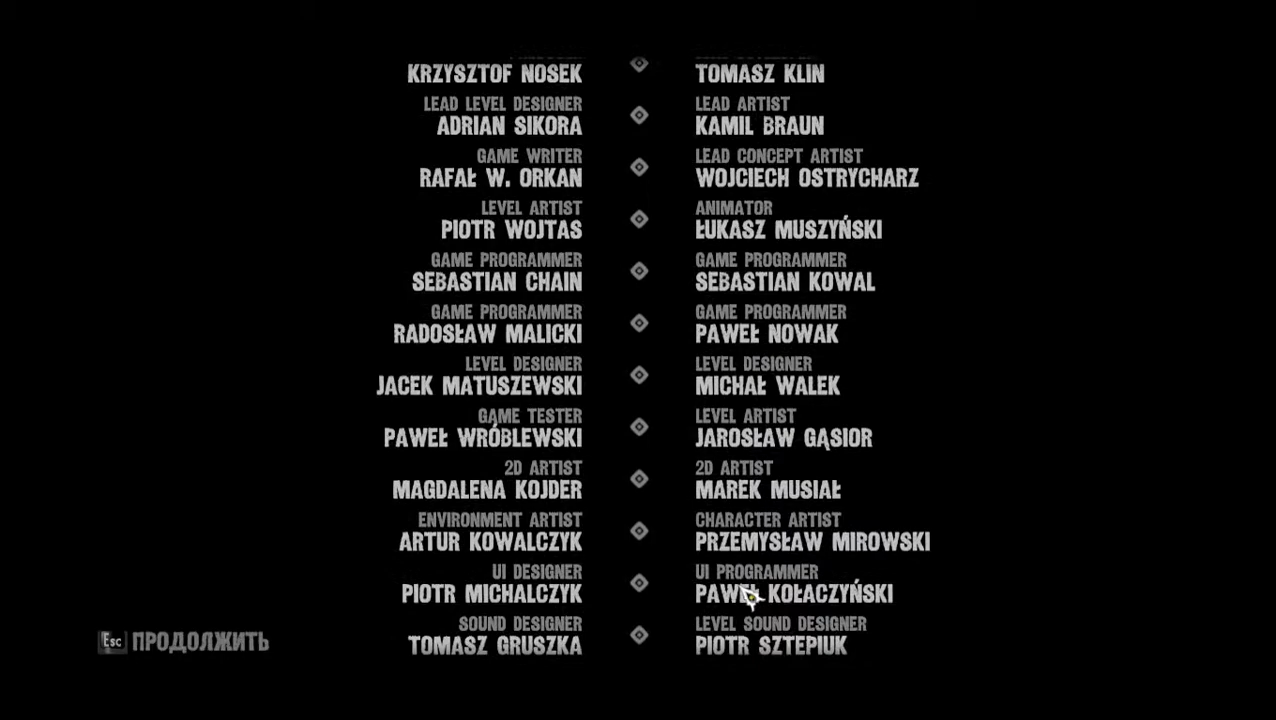 KRZYSZTOF NOSEK
TOMASZ KLIN
LEAD LEVEL DESIGNER
LEAD ARTIST
ADRIAN SIKORA
KAMIL BRAUN
GAME WRITER
LEAD CONCEPT ARTIST
RAFAŁ W. ORKAN
WOJCIECH OSTRYCHARZ
LEVEL ARTIST
ANIMATOR
PIOTR WOJTAS
ŁUKASZ MUSZYŃSKI
GAME PROGRAMMER
GAME PROGRAMMER
SEBASTIAN CHAIN
SEBASTIAN KOWAL
GAME PROGRAMMER
GAME PROGRAMMER
RADOSŁAW MALICKI
PAWEŁ NOWAK
LEVEL DESIGNER
LEVEL DESIGNER
JACEK MATUSZEWSKI
MICHAŁ WALEK
GAME TESTER
LEVEL ARTIST
PAWEŁ WRÓBLEWSKI
JAROSŁAW GĄSIOR
2D ARTIST
2D ARTIST
MAGDALENA KOJDER
MAREK MUSIAŁ
ENVIRONMENT ARTIST
CHARACTER ARTIST
ARTUR KOWALCZYK
PRZEMYSŁAW MIROWSKI
UI DESIGNER
UI PROGRAMMER
PIOTR MICHALCZYK
PAWEŁ KOŁACZYŃSKI
SOUND DESIGNER
LEVEL SOUND DESIGNER
TOMASZ GRUSZKA
PIOTR SZTEPIUK
Esc ПРОДОЛЖИТЬ